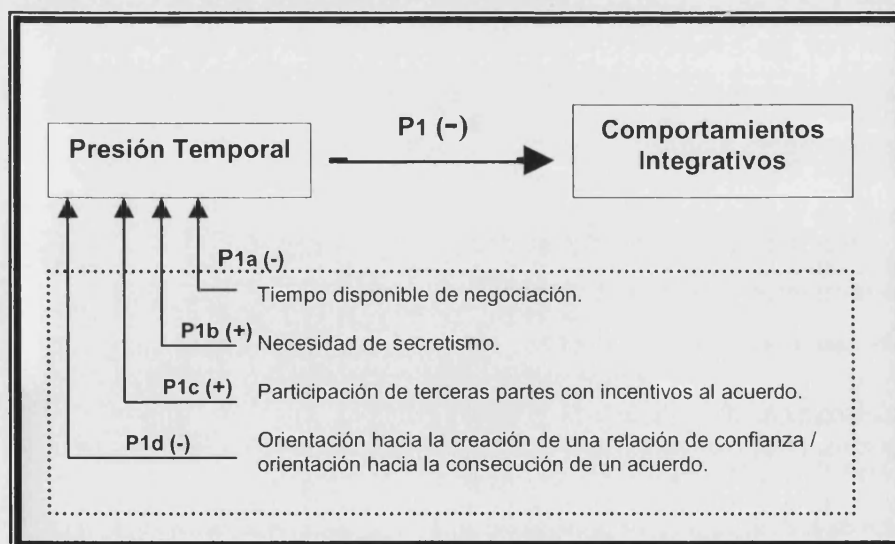 P1 (−)
Presión Temporal
Comportamientos
Integrativos
P1a (-)
Tiempo disponible de negociación.
P1b (+)
Necesidad de secretismo.
P1c (+)
Participación de terceras partes con incentivos al acuerdo.
P1d (-)
Orientación hacia la creación de una relación de confianza /
orientación hacia la consecución de un acuerdo.